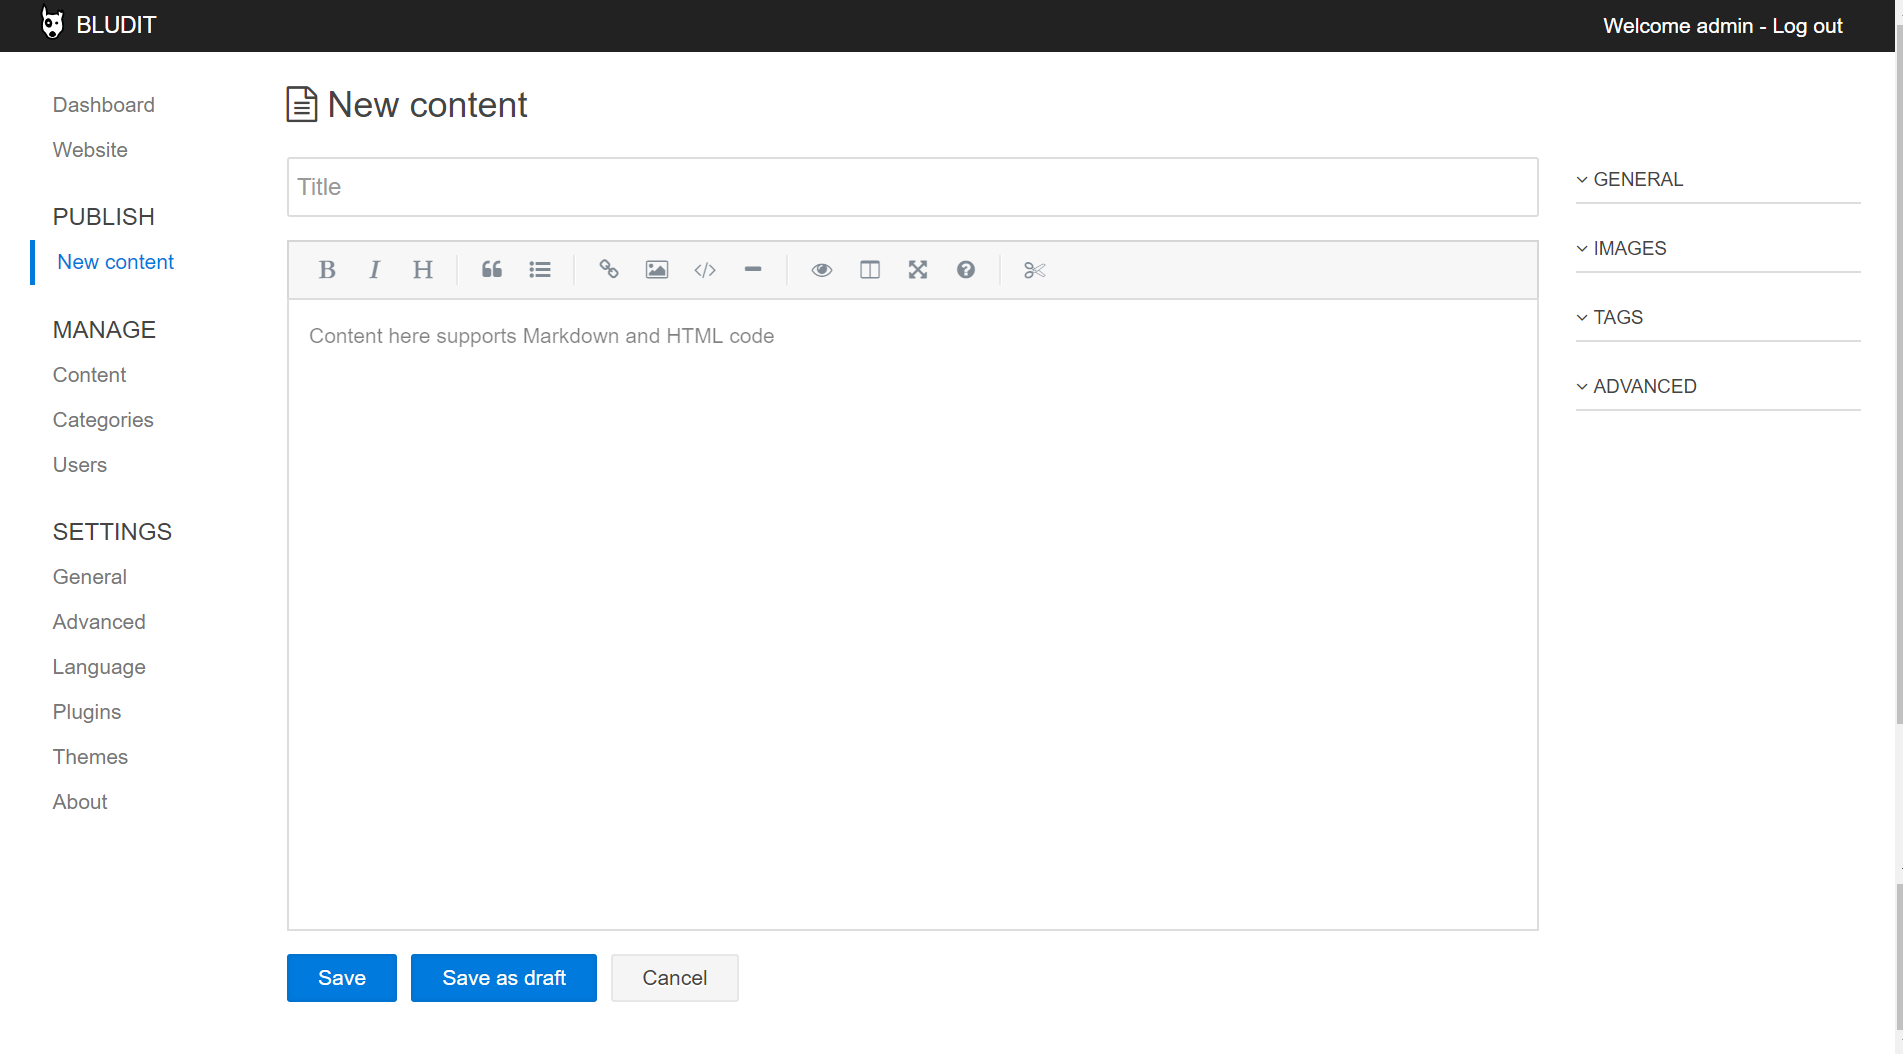 BLUDIT
Welcome admin - Log out
Dashboard
Website
PUBLISH
New content
MANAGE
Content
Categories
Users
SETTINGS
General
Advanced
Language
Plugins
Themes
About
New content
Title
B I H
Content here supports Markdown and HTML code
Save Save as draft Cancel
GENERAL
IMAGES
TAGS
ADVANCED